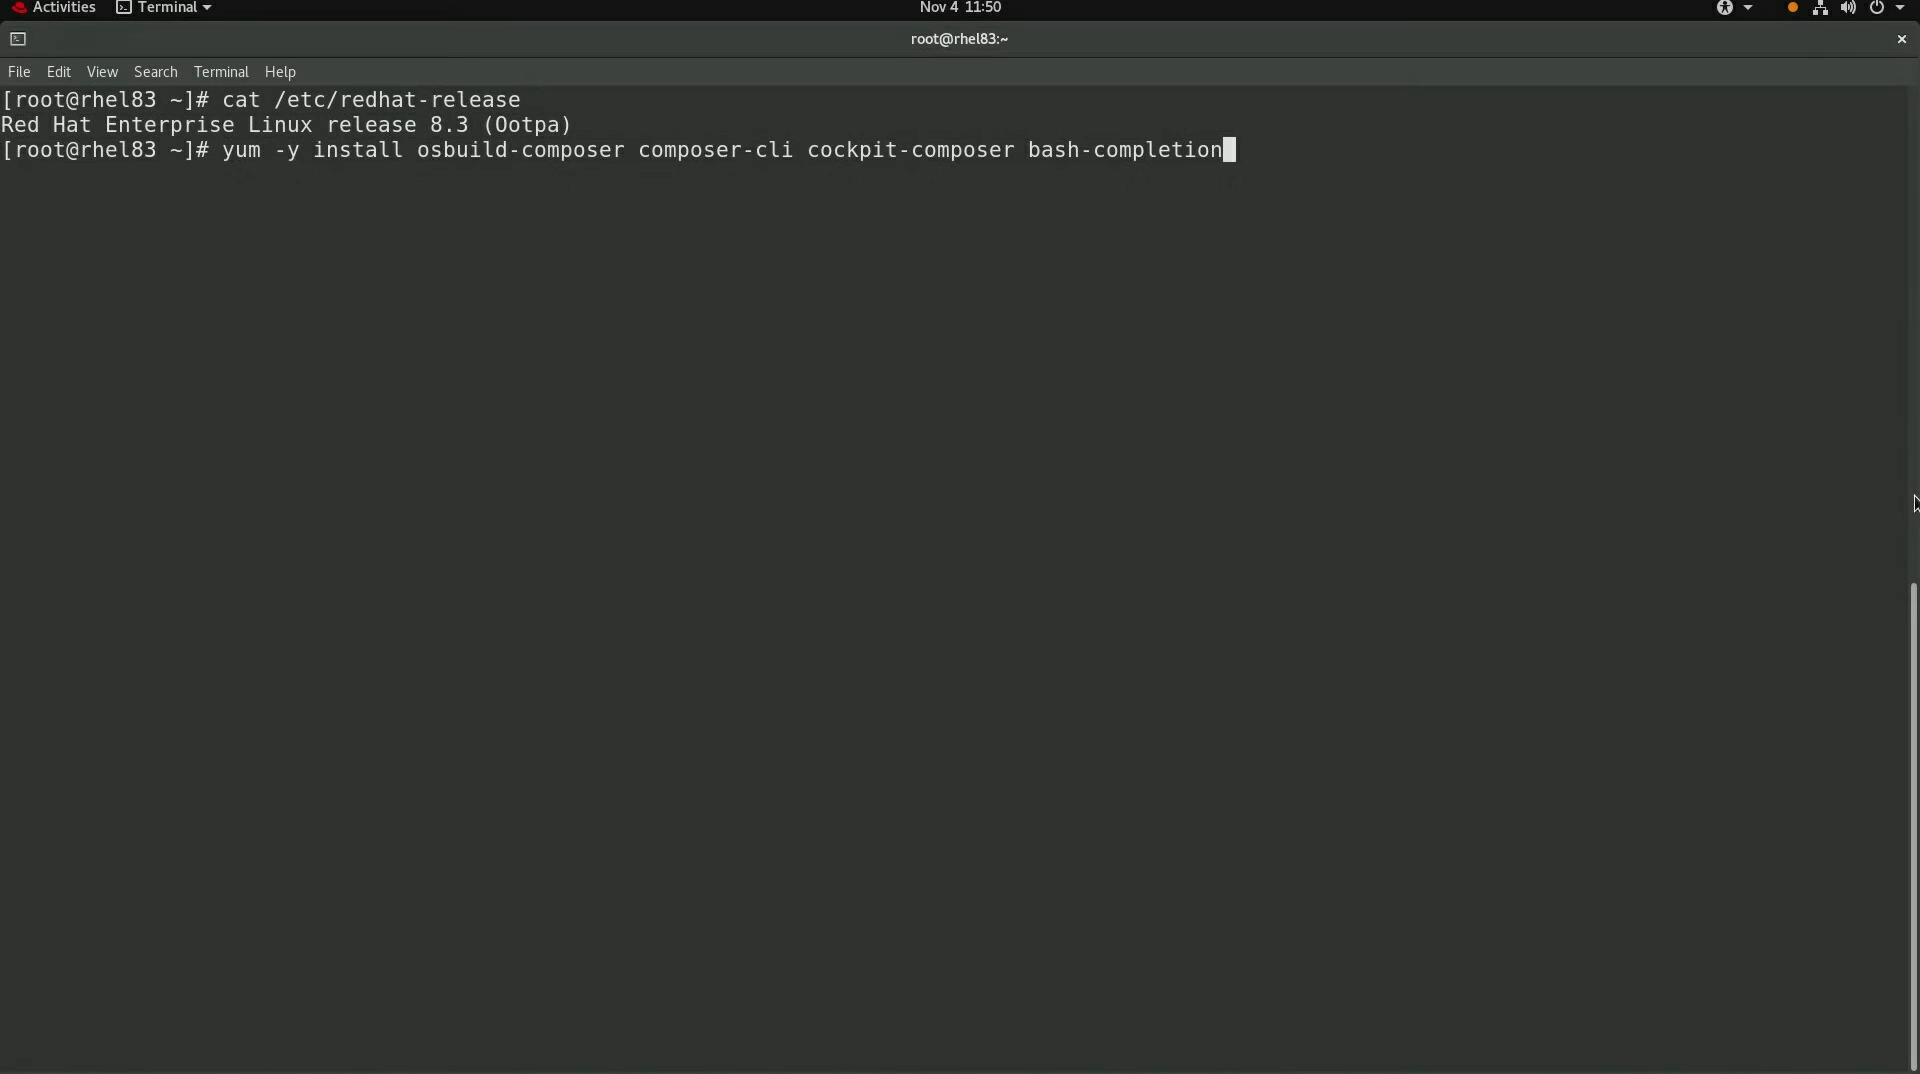 Activities Terminal Nov 4 11:50
root@rhel83:~
File Edit View Search Terminal Help
[root@rhel83 ~]# cat /etc/redhat-release
Red Hat Enterprise Linux release 8.3 (Ootpa)
[root@rhel83 ~]# yum -y install osbuild-composer composer-cli cockpit-composer bash-completion